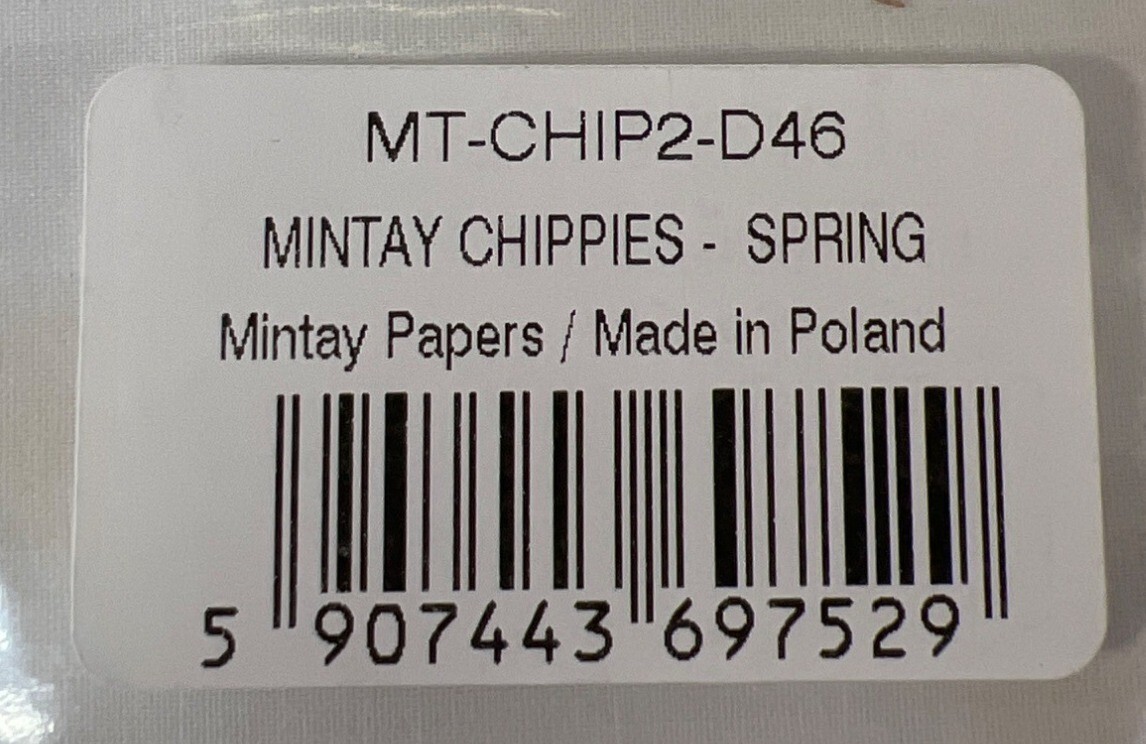 MT-CHIP2-D46
MINTAY CHIPPIES - SPRING
Mintay Papers / Made in Poland
5 907443 697529